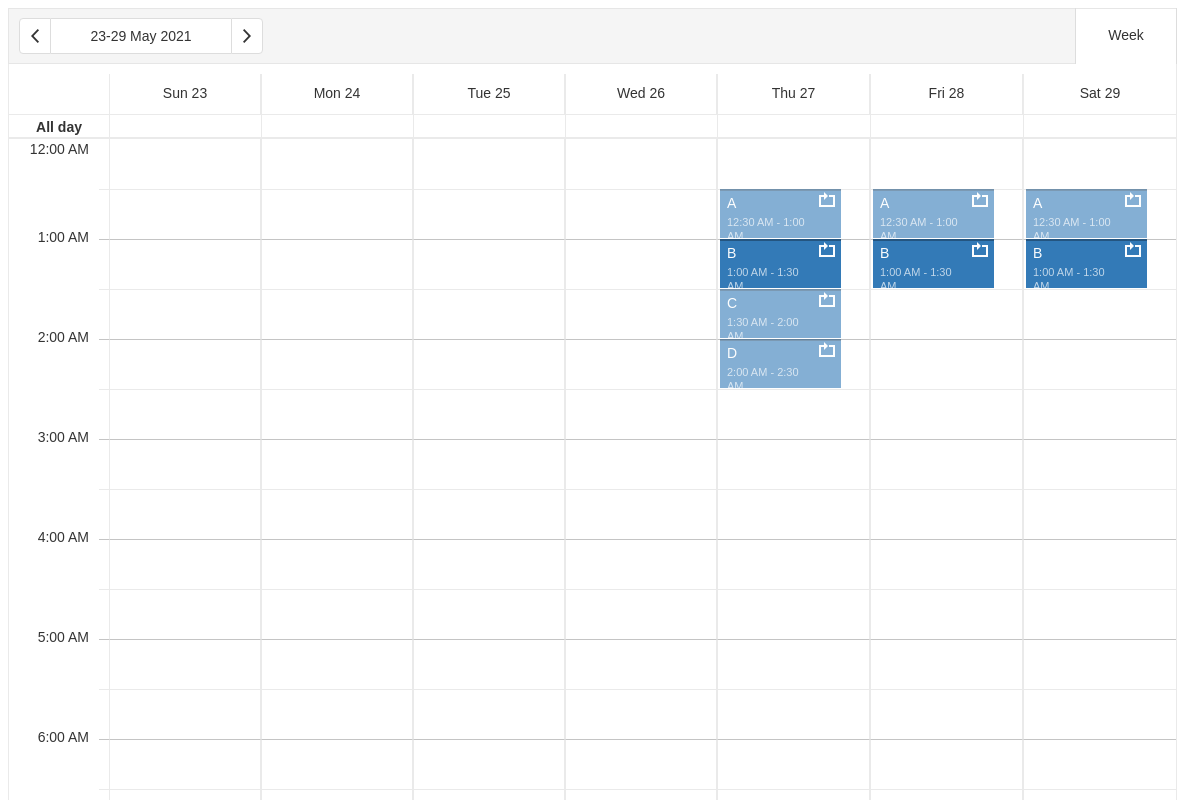 23-29 May 2021
Week
Sun 23
Mon 24
Tue 25
Wed 26
Thu 27
Fri 28
Sat 29
All day
12:00 AM
A
12:30 AM - 1:00
AM
A
12:30 AM - 1:00
AM
A
12:30 AM - 1:00
AM
1:00 AM
B
1:00 AM - 1:30
AM
B
1:00 AM - 1:30
AM
B
1:00 AM - 1:30
AM
C
1:30 AM - 2:00
AM
2:00 AM
D
2:00 AM - 2:30
AM
3:00 AM
4:00 AM
5:00 AM
6:00 AM